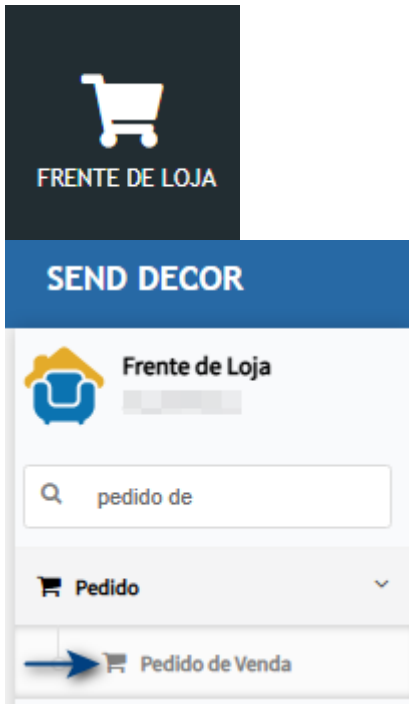 FRENTE DE LOJA
SEND DECOR
Frente de Loja
pedido de
Pedido
Pedido de Venda